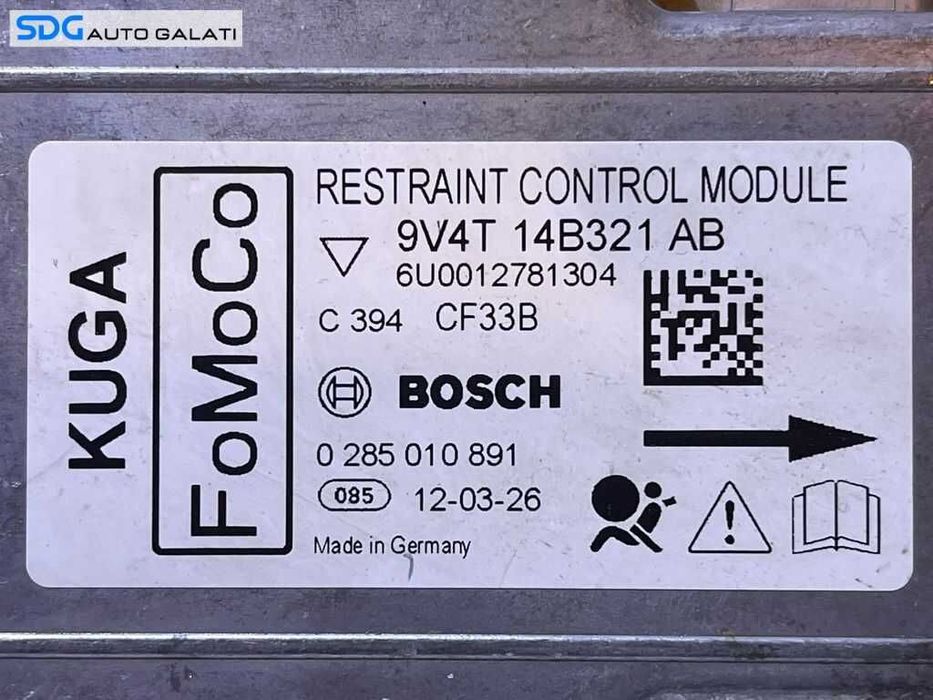 SDG AUTO GALATI
KUGA
FoMoCo
RESTRAINT CONTROL MODULE
9V4T 14B321 AB
6U0012781304
C 394 CF33B
BOSCH
0 285 010 891
085 12-03-26
Made in Germany